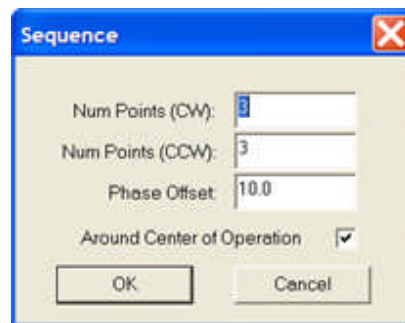 Sequence
Num Points (CW): 3
Num Points (CCW): 3
Phase Offset: 10.0
Around Center of Operation
OK Cancel